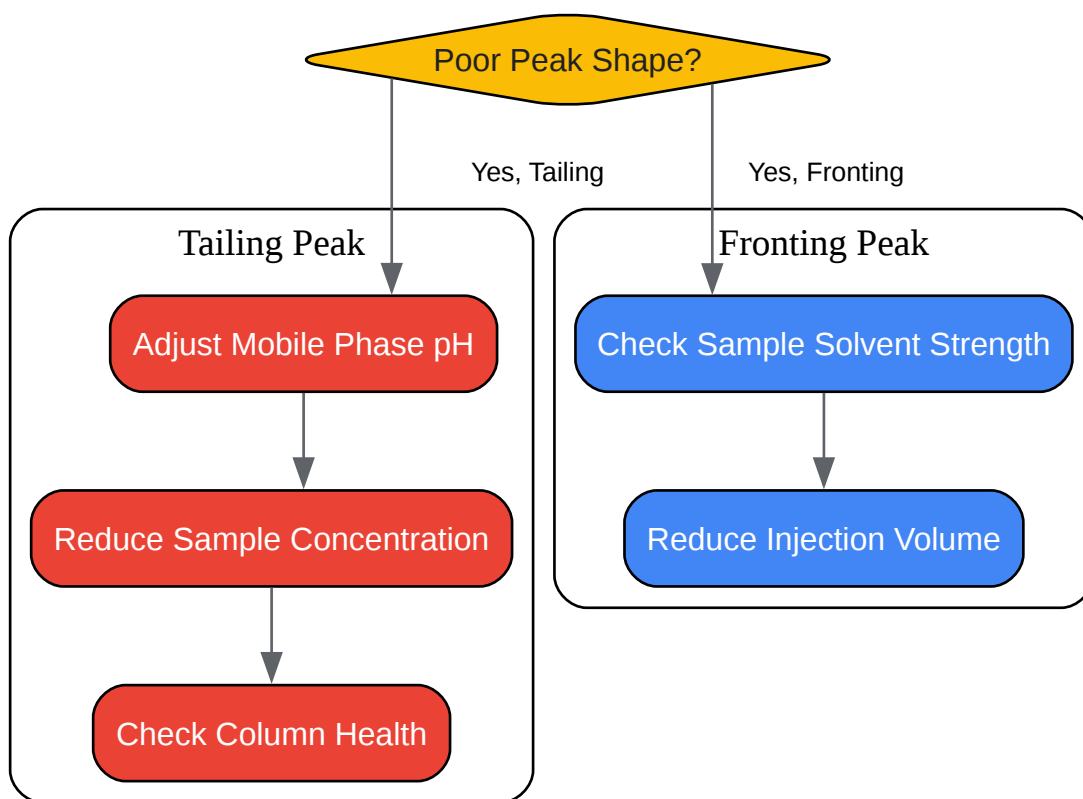 Poor Peak Shape?
Yes, Tailing
Yes, Fronting
Tailing Peak
Adjust Mobile Phase pH
Reduce Sample Concentration
Check Column Health
Fronting Peak
Check Sample Solvent Strength
Reduce Injection Volume